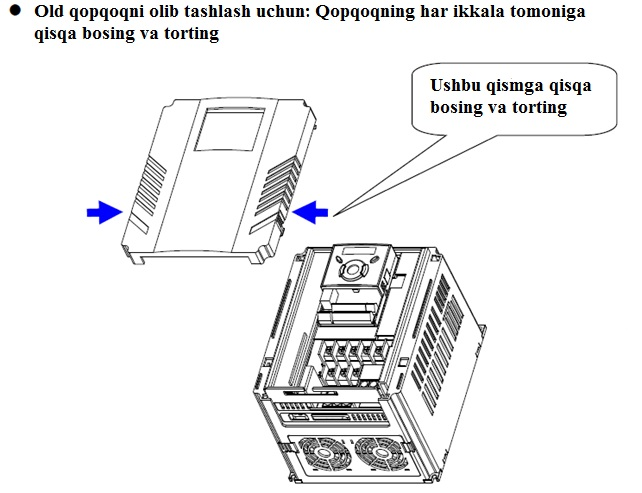 ● Old qopqoqni olib tashlash uchun: Qopqoqning har ikkala tomoniga
qisqa bosing va torting
Ushbu qismga qisqa
bosing va torting